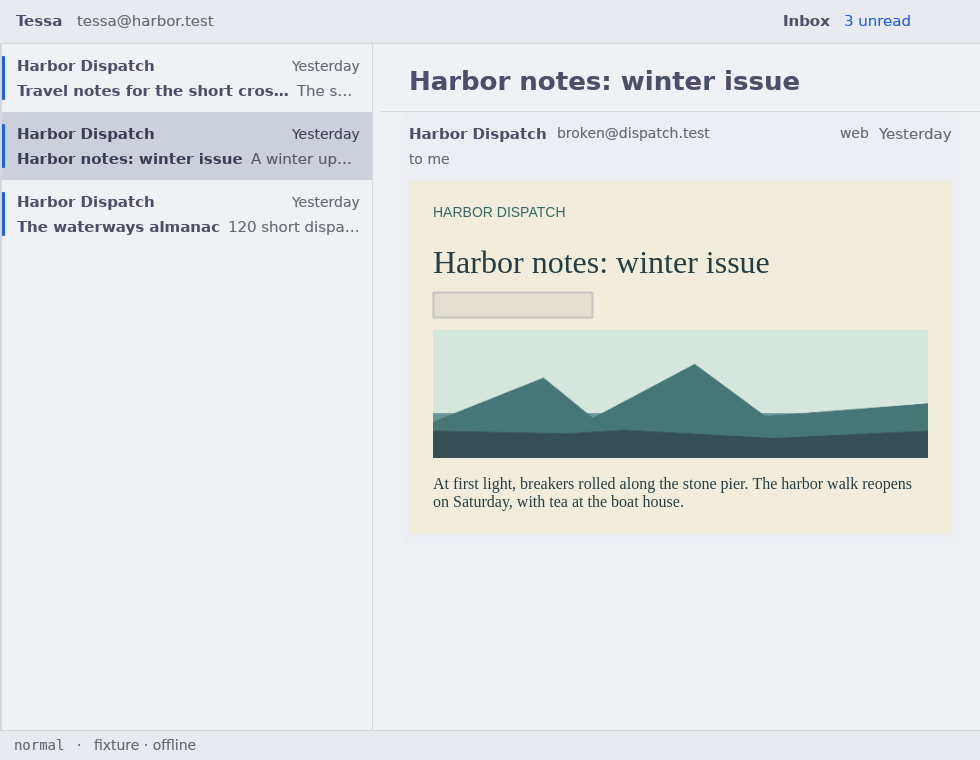 Tessa tessa@harbor.test
Inbox 3 unread
Harbor Dispatch Yesterday
Travel notes for the short cros… The s…
Harbor Dispatch Yesterday
Harbor notes: winter issue A winter up…
Harbor Dispatch Yesterday
The waterways almanac 120 short dispa…
Harbor notes: winter issue
Harbor Dispatch broken@dispatch.test web Yesterday
to me
HARBOR DISPATCH
Harbor notes: winter issue
At first light, breakers rolled along the stone pier. The harbor walk reopens
on Saturday, with tea at the boat house.
normal · fixture · offline